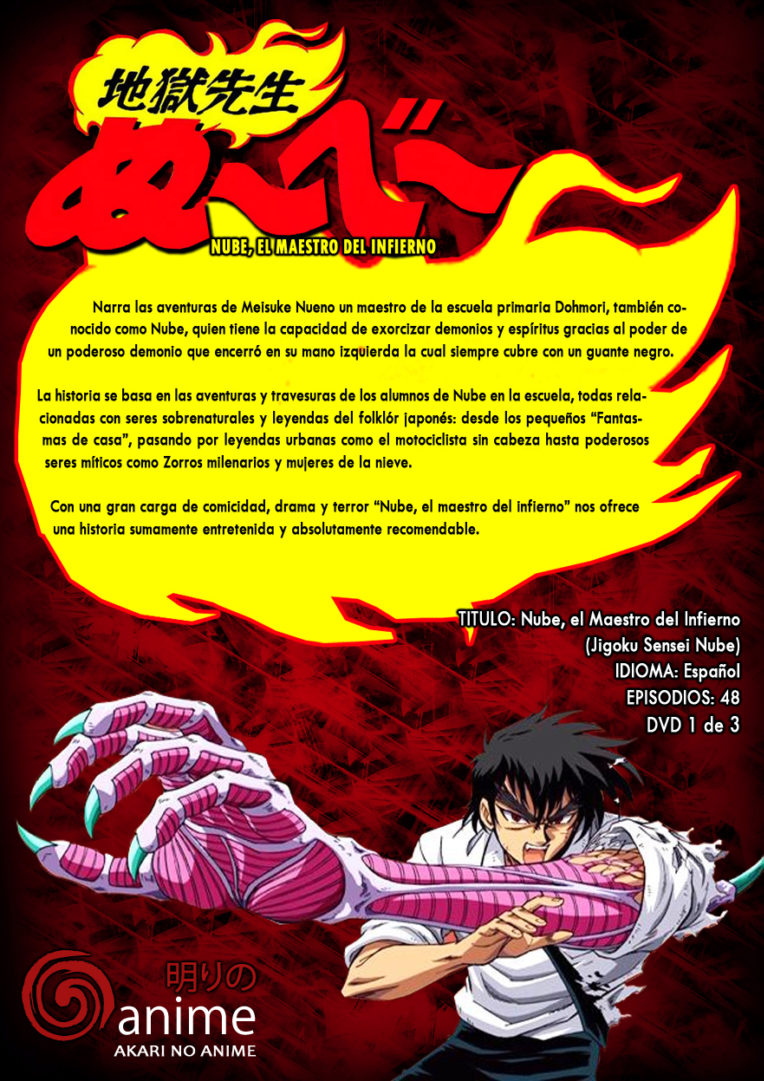 地獄先生
ぬ〜べ〜
NUBE, EL MAESTRO DEL INFIERNO
Narra las aventuras de Meisuke Nueno un maestro de la escuela primaria Dohmori, también co-
nocido como Nube, quien tiene la capacidad de exorcizar demonios y espíritus gracias al poder de
un poderoso demonio que encerró en su mano izquierda la cual siempre cubre con un guante negro.
La historia se basa en las aventuras y travesuras de los alumnos de Nube en la escuela, todas rela-
cionadas con seres sobrenaturales y leyendas del folklór japonés: desde los pequeños “Fantas-
mas de casa”, pasando por leyendas urbanas como el motociclista sin cabeza hasta poderosos
seres míticos como Zorros milenarios y mujeres de la nieve.
Con una gran carga de comicidad, drama y terror “Nube, el maestro del infierno” nos ofrece
una historia sumamente entretenida y absolutamente recomendable.
TITULO: Nube, el Maestro del Infierno
(Jigoku Sensei Nube)
IDIOMA: Español
EPISODIOS: 48
DVD 1 de 3
明りの
anime
AKARI NO ANIME